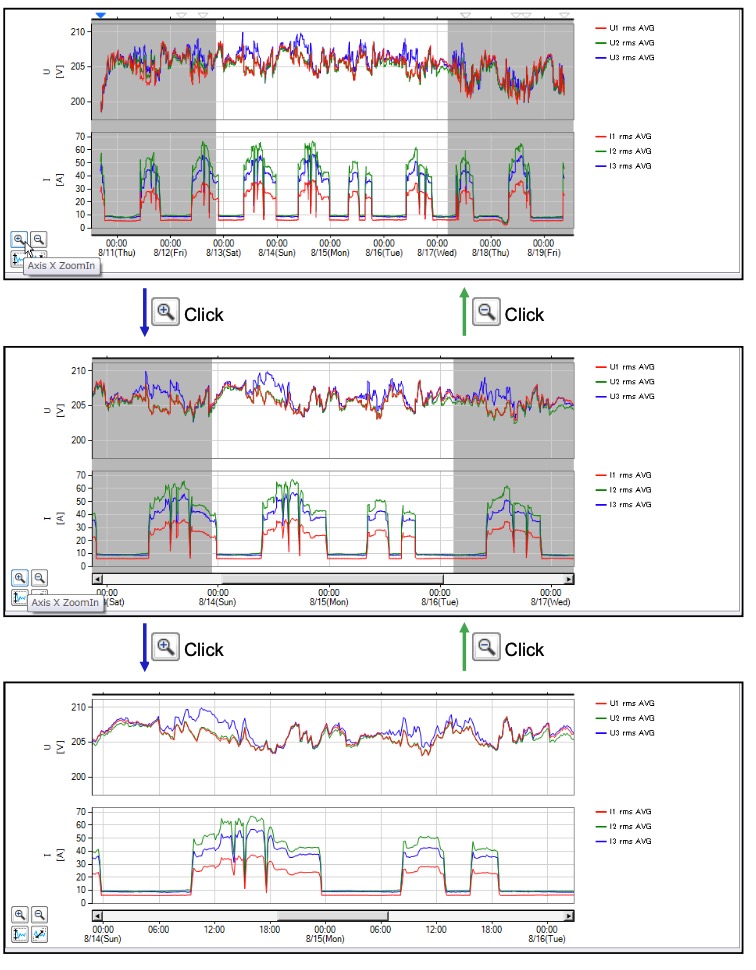 210
205
200
U
[V]
U1 rms AVG
U2 rms AVG
U3 rms AVG
70
60
50
40
30
20
10
0
I
[A]
I1 rms AVG
I2 rms AVG
I3 rms AVG
00:00 00:00 00:00 00:00 00:00 00:00 00:00 00:00 00:00
8/11(Thu) 8/12(Fri) 8/13(Sat) 8/14(Sun) 8/15(Mon) 8/16(Tue) 8/17(Wed) 8/18(Thu) 8/19(Fri)
Axis X ZoomIn
Click Click
210
205
200
U
[V]
U1 rms AVG
U2 rms AVG
U3 rms AVG
70
60
50
40
30
20
10
0
I
[A]
I1 rms AVG
I2 rms AVG
I3 rms AVG
00:00 00:00 00:00 00:00 00:00
(Sat) 8/14(Sun) 8/15(Mon) 8/16(Tue) 8/17(Wed)
Axis X ZoomIn
Click Click
210
205
200
U
[V]
U1 rms AVG
U2 rms AVG
U3 rms AVG
70
60
50
40
30
20
10
0
I
[A]
I1 rms AVG
I2 rms AVG
I3 rms AVG
00:00 06:00 12:00 18:00 00:00 06:00 12:00 18:00 00:00
8/14(Sun) 8/15(Mon) 8/16(Tue)